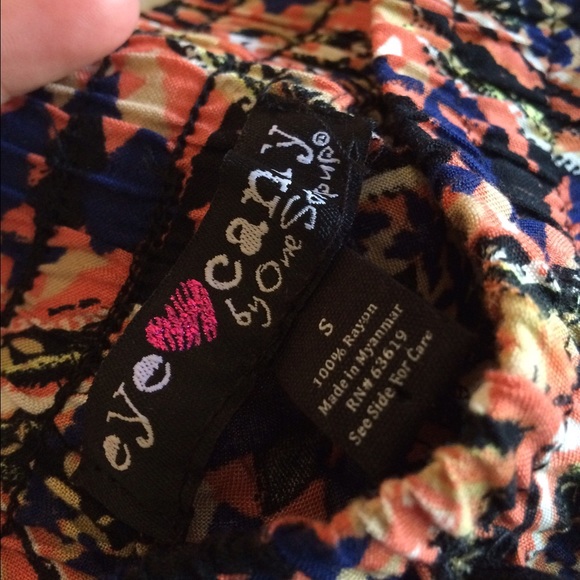 eye candy®
by One Step Up
S
100% Rayon
Made in Myanmar
RN# 63619
See Side For Care